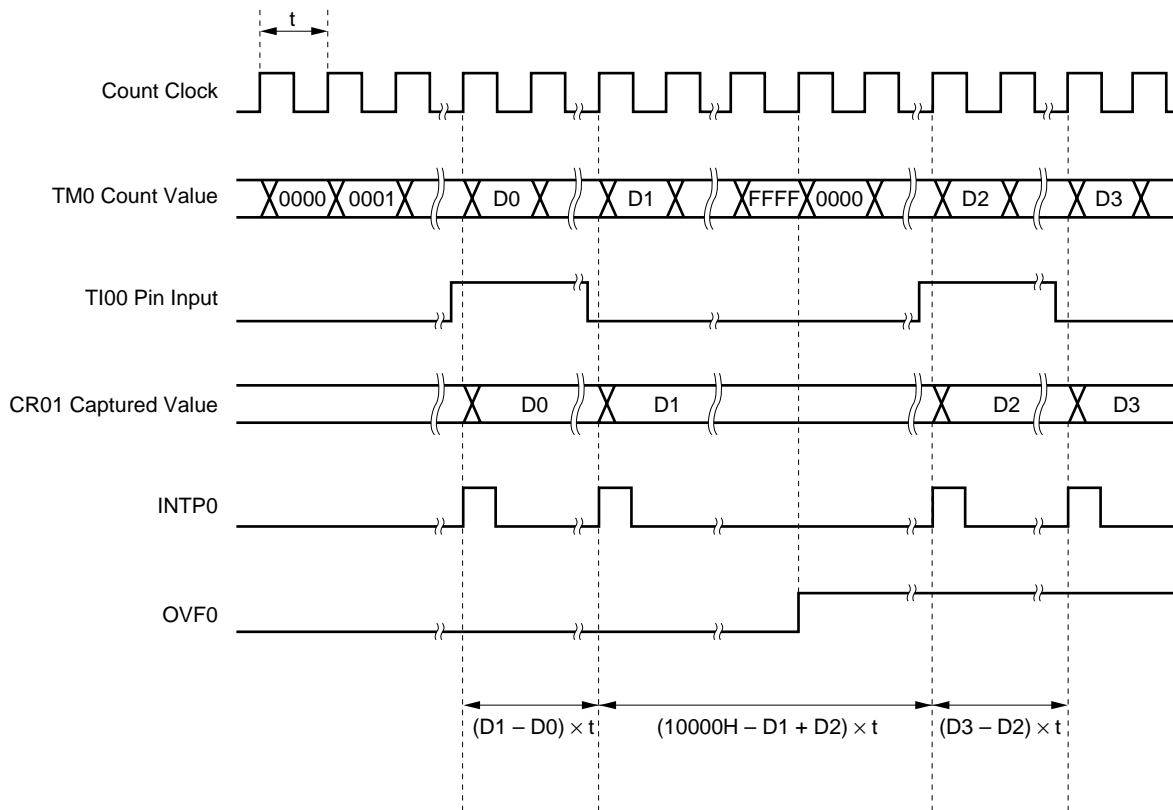 t
Count Clock
TM0 Count Value 0000 0001 D0 D1 FFFF 0000 D2 D3
TI00 Pin Input
CR01 Captured Value D0 D1 D2 D3
INTP0
OVF0
(D1 – D0) × t (10000H – D1 + D2) × t (D3 – D2) × t